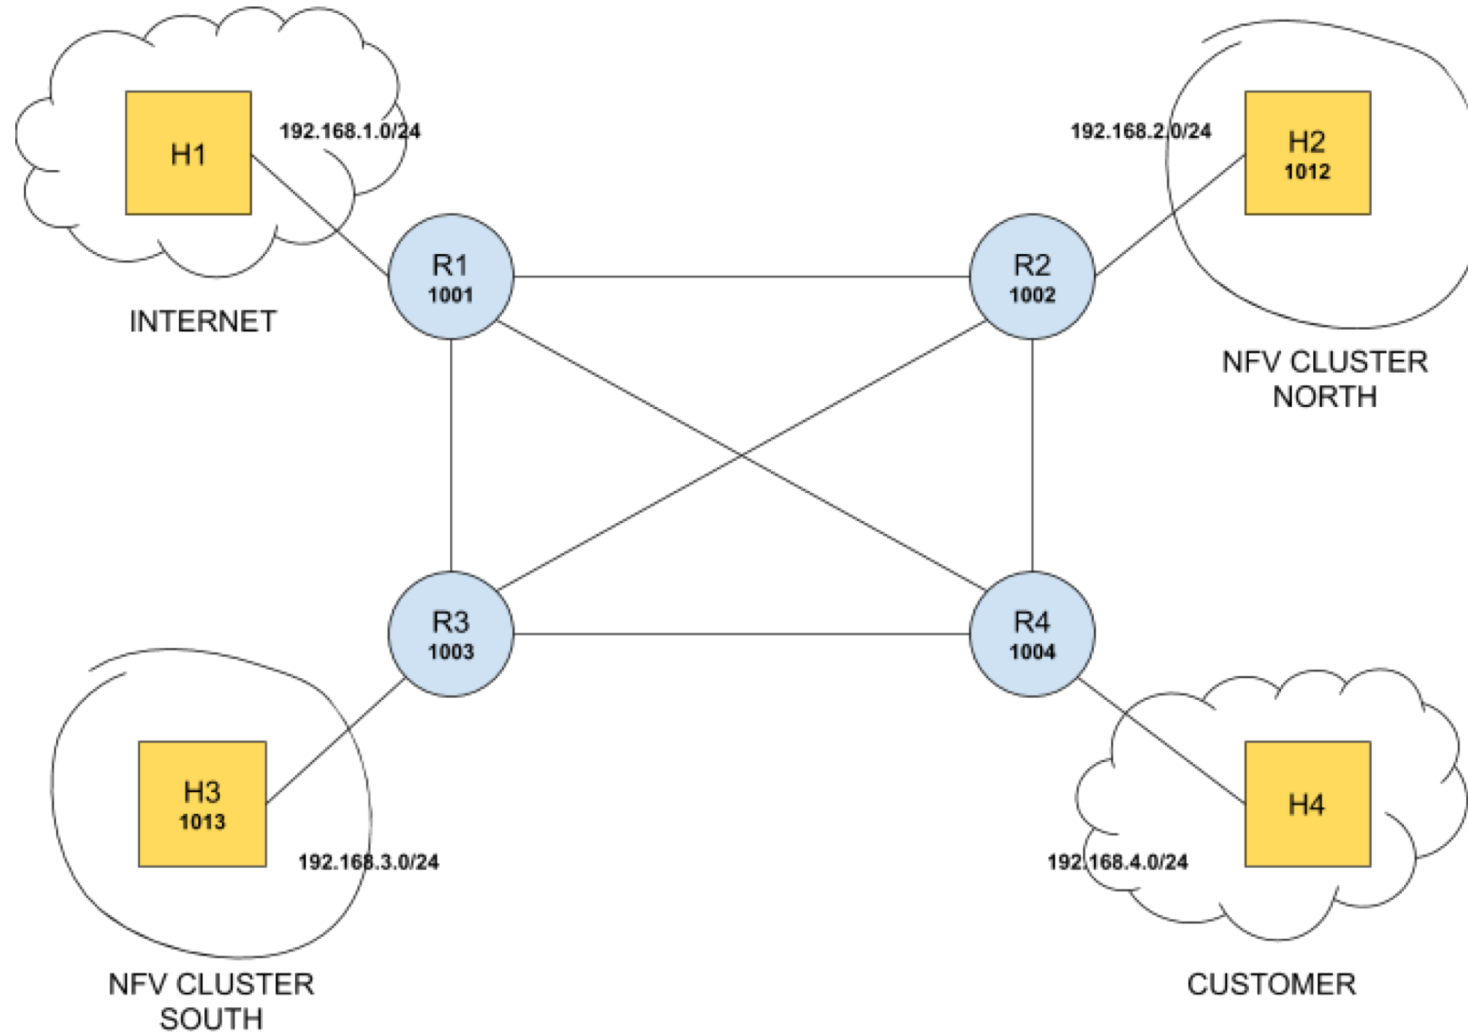 H1
192.168.1.0/24
INTERNET
R1
1001
R2
1002
192.168.2.0/24
H2
1012
NFV CLUSTER
NORTH
R3
1003
R4
1004
H3
1013
192.168.3.0/24
NFV CLUSTER
SOUTH
H4
192.168.4.0/24
CUSTOMER